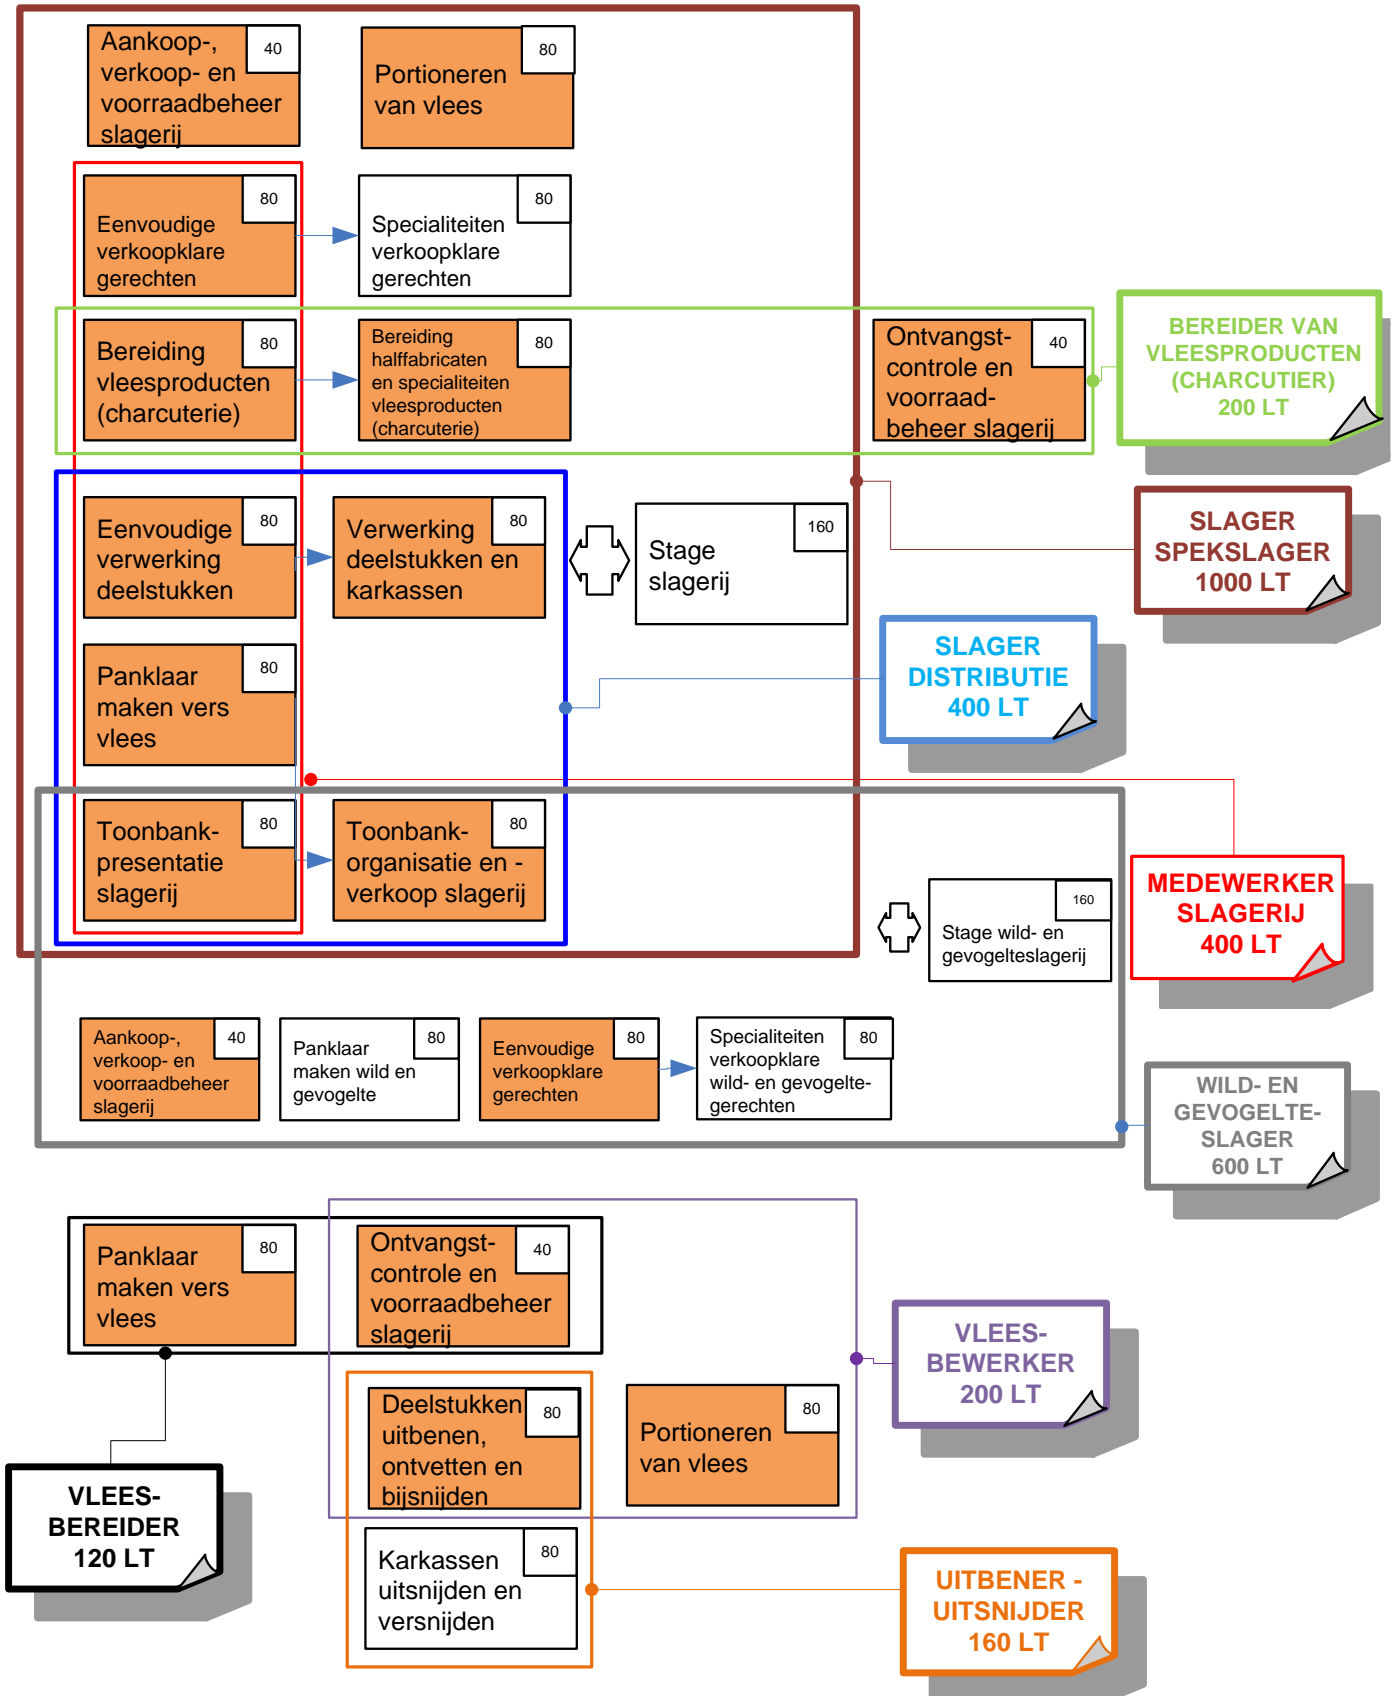 Aankoop-,
verkoop- en
voorraadbeheer
slagerij
40
Portioneren
van vlees
80
Eenvoudige
verkoopklare
gerechten
80
Specialiteiten
verkoopklare
gerechten
80
Bereiding
vleesproducten
(charcuterie)
80
Bereiding
halffabricaten
en specialiteiten
vleesproducten
(charcuterie)
80
Ontvangst-
controle en
voorraad-
beheer slagerij
40
BEREIDER VAN
VLEESPRODUCTEN
(CHARCUTIER)
200 LT
Eenvoudige
verwerking
deelstukken
80
Verwerking
deelstukken en
karkassen
80
Stage
slagerij
160
SLAGER
SPEKSLAGER
1000 LT
Panklaar
maken vers
vlees
80
SLAGER
DISTRIBUTIE
400 LT
Toonbank-
presentatie
slagerij
80
Toonbank-
organisatie en -
verkoop slagerij
80
Stage wild- en
gevogelteslagerij
160
MEDEWERKER
SLAGERIJ
400 LT
Aankoop-,
verkoop- en
voorraadbeheer
slagerij
40
Panklaar
maken wild en
gevogelte
80
Eenvoudige
verkoopklare
gerechten
80
Specialiteiten
verkoopklare
wild- en gevogelte-
gerechten
80
WILD- EN
GEVOGELTE-
SLAGER
600 LT
Panklaar
maken vers
vlees
80
Ontvangst-
controle en
voorraadbeheer
slagerij
40
VLEES-
BEWERKER
200 LT
Deelstukken
uitbenen,
ontvetten en
bijsnijden
80
Portioneren
van vlees
80
VLEES-
BEREIDER
120 LT
Karkassen
uitsnijden en
versnijden
80
UITBENER -
UITSNIJDER
160 LT